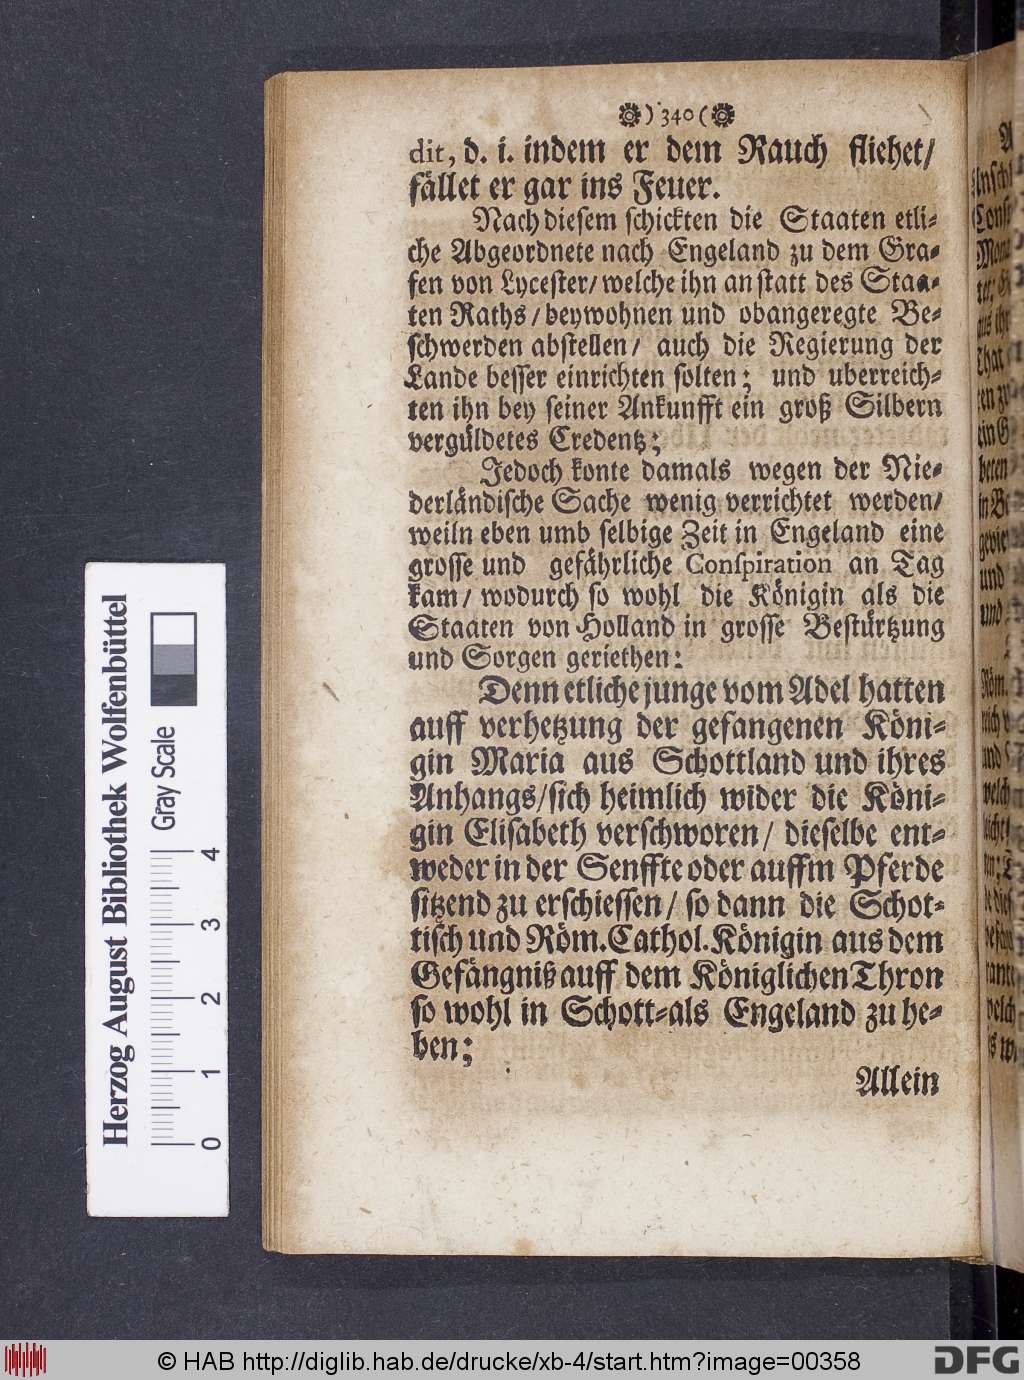 ) 340 (
dit, d. i. indem er dem Rauch fliehet/
fället er gar ins Feuer.
Nach diesem schickten die Staaten etli-
che Abgeordnete nach Engeland zu dem Gra-
fen von Lycester/ welche ihn an statt des Staa-
ten Raths/ beywohnen und obangeregte Be-
schwerden abstellen/ auch die Regierung der
Lande besser einrichten solten; und uberreich-
ten ihn bey seiner Ankunfft ein groß Silbern
vergüldetes Credentz;
Jedoch konte damals wegen der Nie-
derländische Sache wenig verrichtet werden/
weiln eben umb selbige Zeit in Engeland eine
grosse und gefährliche Conspiration an Tag
kam/ wodurch so wohl die Königin als die
Staaten von Holland in grosse Bestürtzung
und Sorgen geriethen:
Denn etliche junge vom Adel hatten
auff verhetzung der gefangenen Köni-
gin Maria aus Schottland und ihres
Anhangs/ sich heimlich wider die Köni-
gin Elisabeth verschworen/ dieselbe ent-
weder in der Senffte oder auffm Pferde
sitzend zu erschiessen/ so dann die Schot-
tisch und Röm. Cathol. Königin aus dem
Gefängniß auff dem Königlichen Thron
so wohl in Schott-als Engeland zu he-
ben;
Allein
Herzog August Bibliothek Wolfenbüttel
Gray Scale
0 1 2 3 4
© HAB http://diglib.hab.de/drucke/xb-4/start.htm?image=00358
DFG